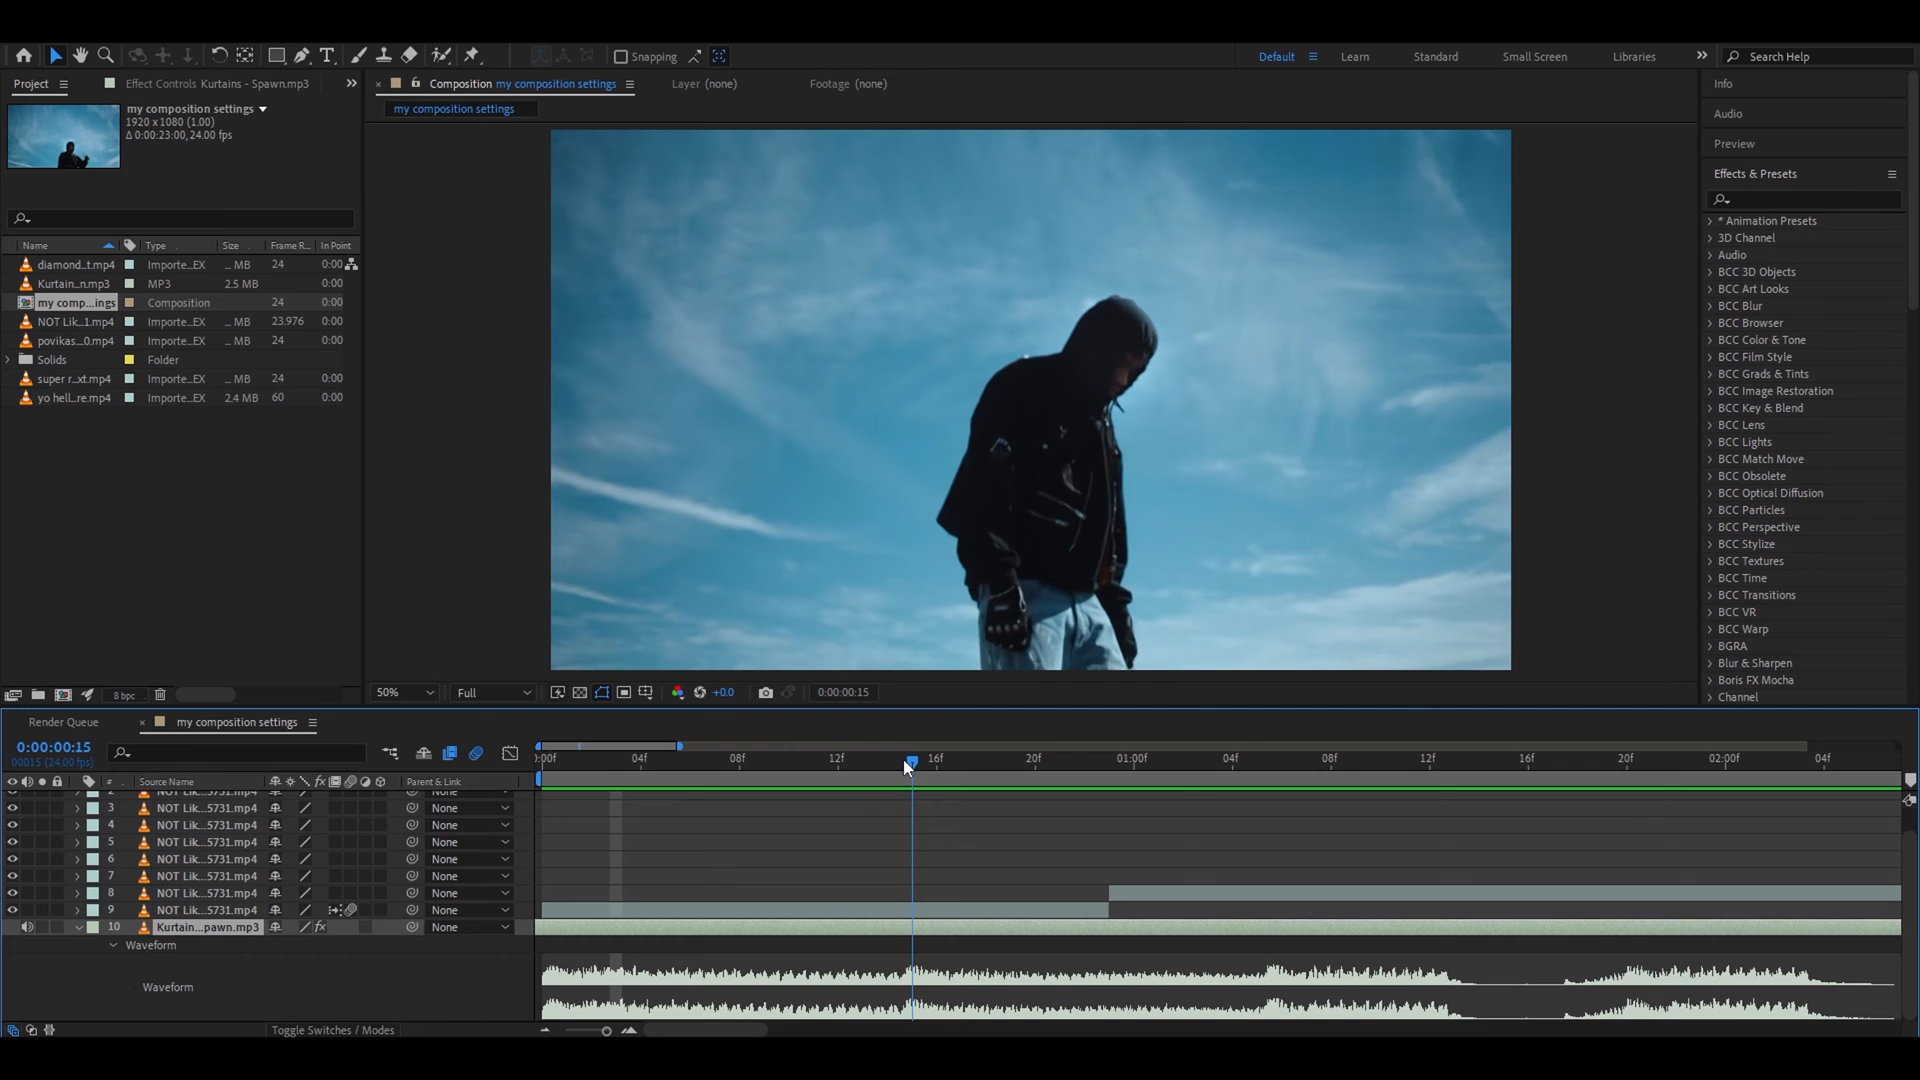 Snapping
Default
Learn
Standard
Small Screen
Libraries
Search Help
Project
Effect Controls Kurtains - Spawn.mp3
Composition my composition settings
Layer (none)
Footage (none)
my composition settings
my composition settings
1920 x 1080 (1.00)
Δ 0:00:23:00, 24.00 fps
Name Type Size Frame R... In Point
diamond_t.mp4 Importe...EX ... MB 24 0:00
Kurtain...n.mp3 MP3 2.5 MB 0:00
my comp...ings Composition 24 0:00
NOT Lik...1.mp4 Importe...EX ... MB 23.976 0:00
povikas...0.mp4 Importe...EX ... MB 24 0:00
Solids Folder
super r...xt.mp4 Importe...EX ... MB 24 0:00
yo hell...re.mp4 Importe...EX 2.4 MB 60 0:00
8 bpc
50%
Full
+0.0
0:00:00:15
Info
Audio
Preview
Effects & Presets
* Animation Presets
3D Channel
Audio
BCC 3D Objects
BCC Art Looks
BCC Blur
BCC Browser
BCC Color & Tone
BCC Film Style
BCC Grads & Tints
BCC Image Restoration
BCC Key & Blend
BCC Lens
BCC Lights
BCC Match Move
BCC Obsolete
BCC Optical Diffusion
BCC Particles
BCC Perspective
BCC Stylize
BCC Textures
BCC Time
BCC Transitions
BCC VR
BCC Warp
BGRA
Blur & Sharpen
Boris FX Mocha
Channel
Render Queue
my composition settings
0:00:00:15
00015 (24.00 fps)
:00f 04f 08f 12f 16f 20f 01:00f 04f 08f 12f 16f 20f 02:00f 04f
# Source Name fx Parent & Link
2 NOT Lik...5731.mp4 None
3 NOT Lik...5731.mp4 None
4 NOT Lik...5731.mp4 None
5 NOT Lik...5731.mp4 None
6 NOT Lik...5731.mp4 None
7 NOT Lik...5731.mp4 None
8 NOT Lik...5731.mp4 None
9 NOT Lik...5731.mp4 None
10 Kurtain...pawn.mp3 fx None
Waveform
Waveform
Toggle Switches / Modes